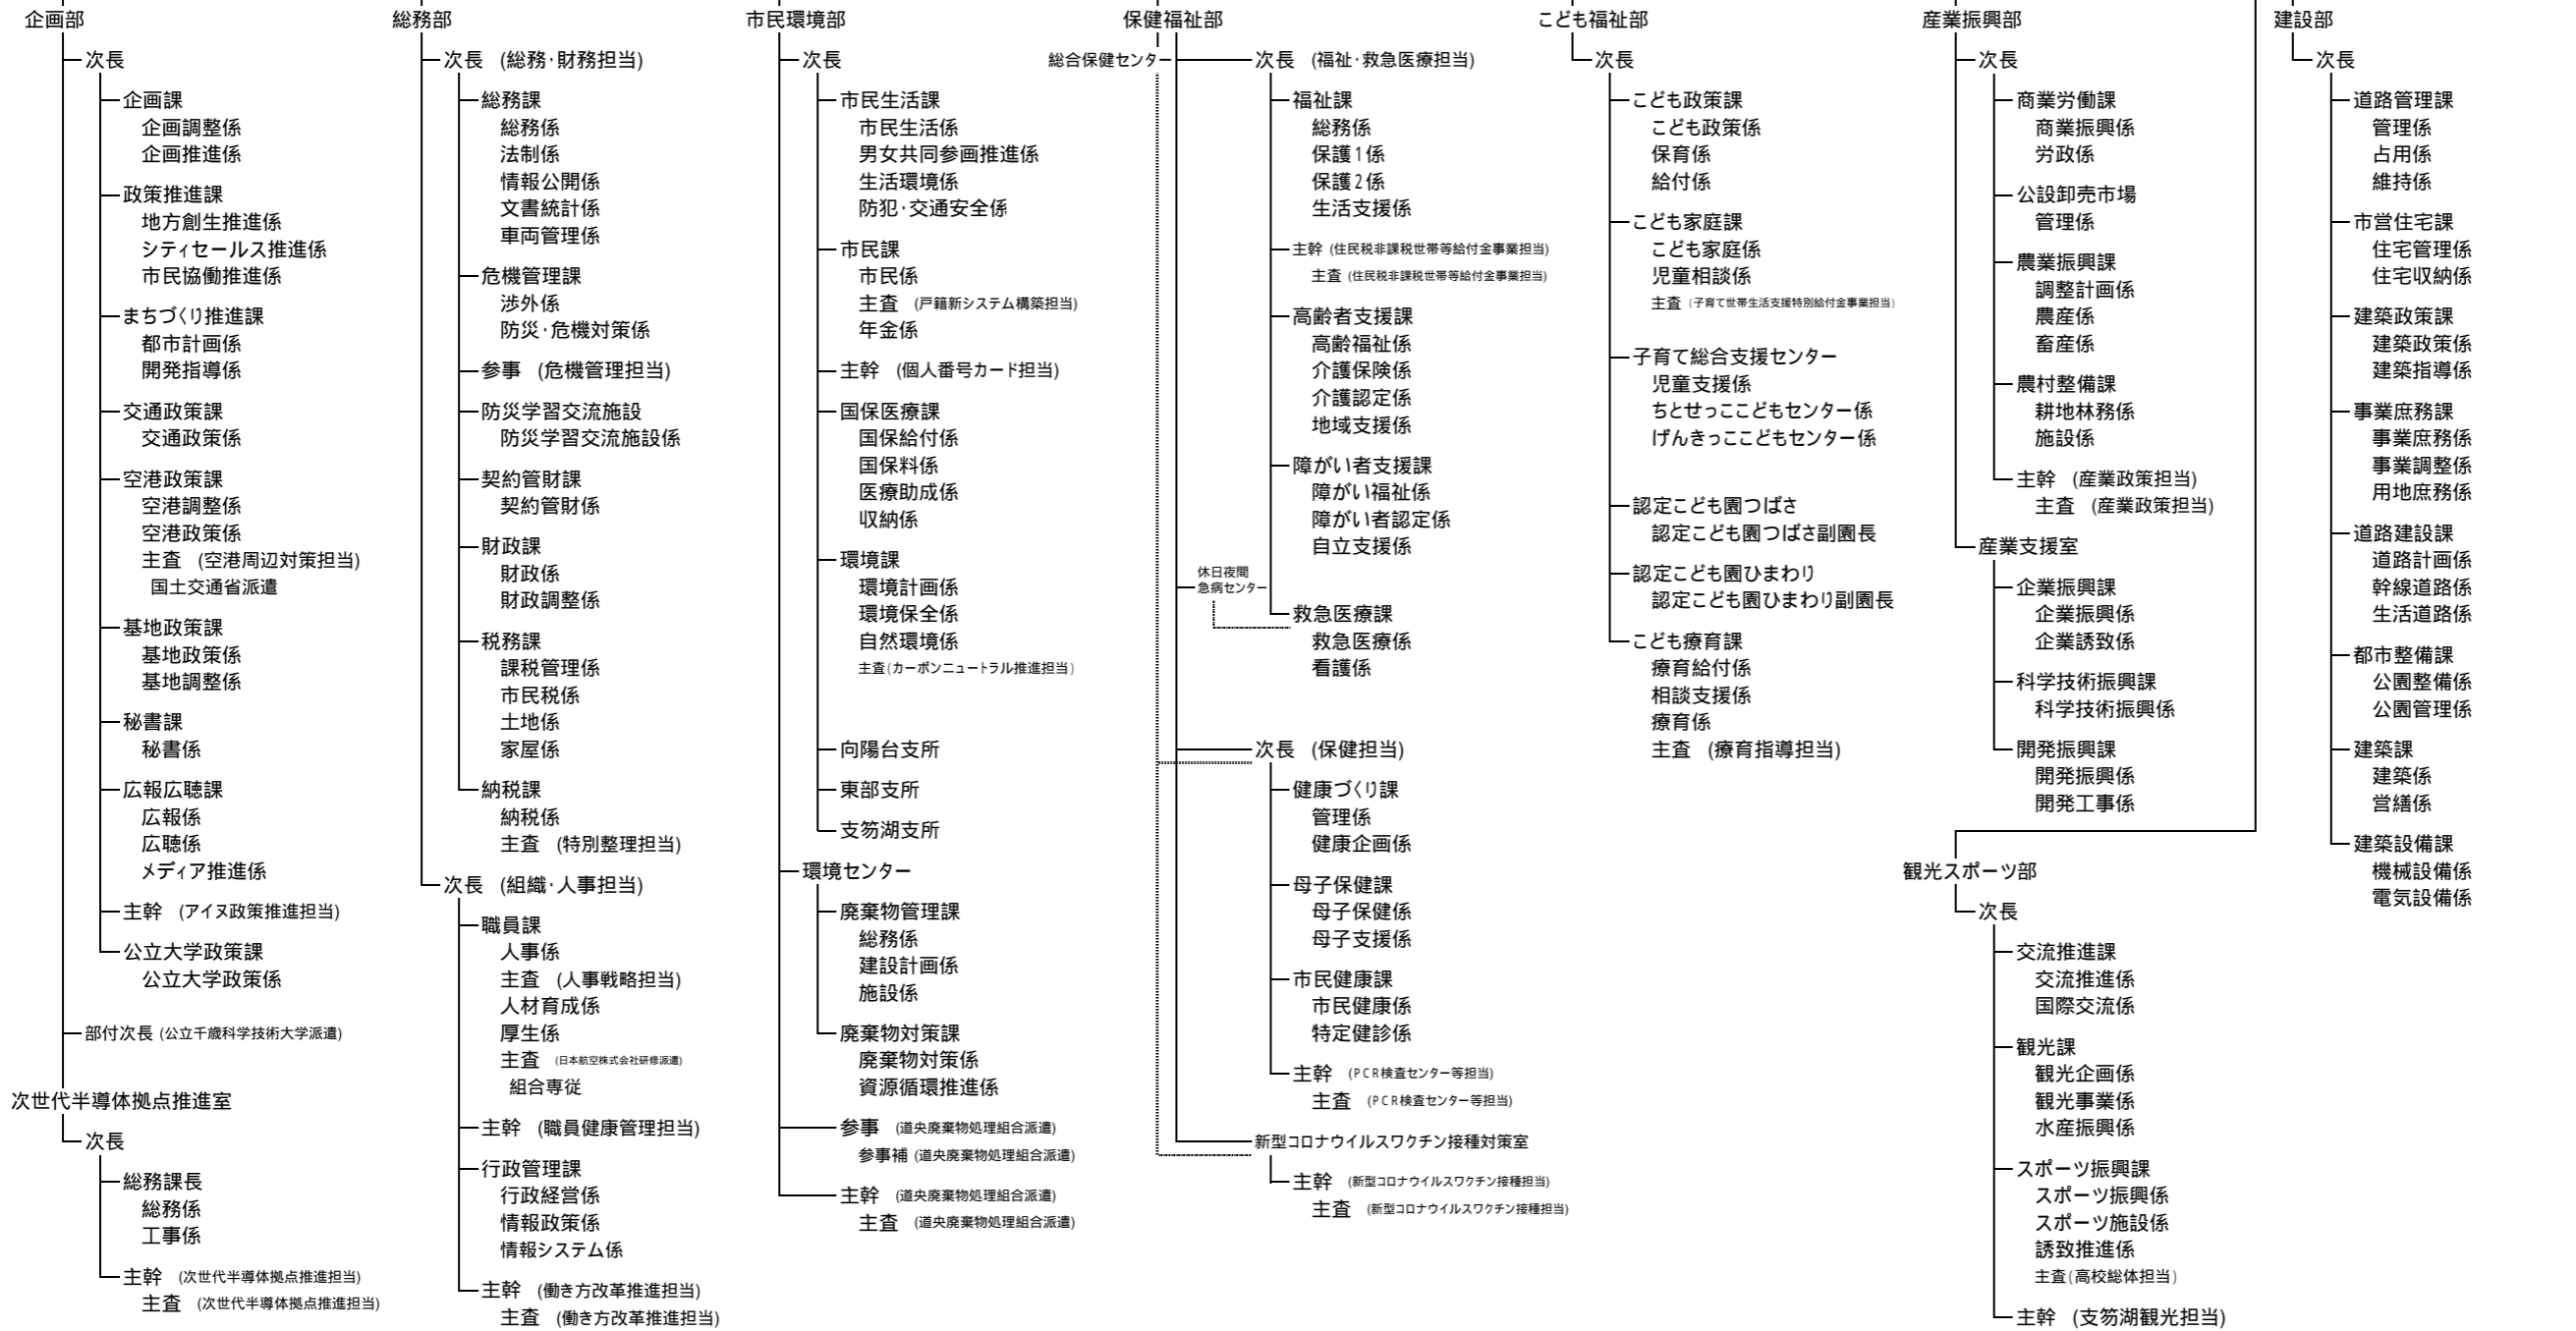 企画部
次長
企画課
企画調整係
企画推進係
政策推進課
地方創生推進係
シティセールス推進係
市民協働推進係
まちづくり推進課
都市計画係
開発指導係
交通政策課
交通政策係
空港政策課
空港調整係
空港政策係
主査 (空港周辺対策担当)
国土交通省派遣
基地政策課
基地政策係
基地調整係
秘書課
秘書係
広報広聴課
広報係
広聴係
メディア推進係
主幹 (アイヌ政策推進担当)
公立大学政策課
公立大学政策係
部付次長 (公立千歳科学技術大学派遣)
次世代半導体拠点推進室
次長
総務課長
総務係
工事係
主幹 (次世代半導体拠点推進担当)
主査 (次世代半導体拠点推進担当)
総務部
次長 (総務・財務担当)
総務課
総務係
法制係
情報公開係
文書統計係
車両管理係
危機管理課
渉外係
防災・危機対策係
参事 (危機管理担当)
防災学習交流施設
防災学習交流施設係
契約管財課
契約管財係
財政課
財政係
財政調整係
税務課
課税管理係
市民税係
土地係
家屋係
納税課
納税係
主査 (特別整理担当)
次長 (組織・人事担当)
職員課
人事係
主査 (人事戦略担当)
人材育成係
厚生係
主査 (日本航空株式会社研修派遣)
組合専従
主幹 (職員健康管理担当)
行政管理課
行政経営係
情報政策係
情報システム係
主幹 (働き方改革推進担当)
主査 (働き方改革推進担当)
市民環境部
次長
市民生活課
市民生活係
男女共同参画推進係
生活環境係
防犯・交通安全係
市民課
市民係
主査 (戸籍新システム構築担当)
年金係
主幹 (個人番号カード担当)
国保医療課
国保給付係
国保料係
医療助成係
収納係
環境課
環境計画係
環境保全係
自然環境係
主査(カーボンニュートラル推進担当)
向陽台支所
東部支所
支笏湖支所
環境センター
廃棄物管理課
総務係
建設計画係
施設係
廃棄物対策課
廃棄物対策係
資源循環推進係
参事 (道央廃棄物処理組合派遣)
参事補 (道央廃棄物処理組合派遣)
主幹 (道央廃棄物処理組合派遣)
主査 (道央廃棄物処理組合派遣)
保健福祉部
総合保健センター
次長 (福祉・救急医療担当)
福祉課
総務係
保護1係
保護2係
生活支援係
主幹 (住民税非課税世帯等給付金事業担当)
主査 (住民税非課税世帯等給付金事業担当)
高齢者支援課
高齢福祉係
介護保険係
介護認定係
地域支援係
障がい者支援課
障がい福祉係
障がい者認定係
自立支援係
休日夜間
急病センター
救急医療課
救急医療係
看護係
次長 (保健担当)
健康づくり課
管理係
健康企画係
母子保健課
母子保健係
母子支援係
市民健康課
市民健康係
特定健診係
主幹 (PCR検査センター等担当)
主査 (PCR検査センター等担当)
新型コロナウイルスワクチン接種対策室
主幹 (新型コロナウイルスワクチン接種担当)
主査 (新型コロナウイルスワクチン接種担当)
こども福祉部
次長
こども政策課
こども政策係
保育係
給付係
こども家庭課
こども家庭係
児童相談係
主査 (子育て世帯生活支援特別給付金事業担当)
子育て総合支援センター
児童支援係
ちとせっこ こどもセンター係
げんきっこ こどもセンター係
認定こども園つばさ
認定こども園つばさ副園長
認定こども園ひまわり
認定こども園ひまわり副園長
こども療育課
療育給付係
相談支援係
療育係
主査 (療育指導担当)
産業振興部
次長
商業労働課
商業振興係
労政係
公設卸売市場
管理係
農業振興課
調整計画係
農産係
畜産係
農村整備課
耕地林務係
施設係
主幹 (産業政策担当)
主査 (産業政策担当)
産業支援室
企業振興課
企業振興係
企業誘致係
科学技術振興課
科学技術振興係
開発振興課
開発振興係
開発工事係
観光スポーツ部
次長
交流推進課
交流推進係
国際交流係
観光課
観光企画係
観光事業係
水産振興係
スポーツ振興課
スポーツ振興係
スポーツ施設係
誘致推進係
主査(高校総体担当)
主幹 (支笏湖観光担当)
建設部
次長
道路管理課
管理係
占用係
維持係
市営住宅課
住宅管理係
住宅収納係
建築政策課
建築政策係
建築指導係
事業庶務課
事業庶務係
事業調整係
用地庶務係
道路建設課
道路計画係
幹線道路係
生活道路係
都市整備課
公園整備係
公園管理係
建築課
建築係
営繕係
建築設備課
機械設備係
電気設備係